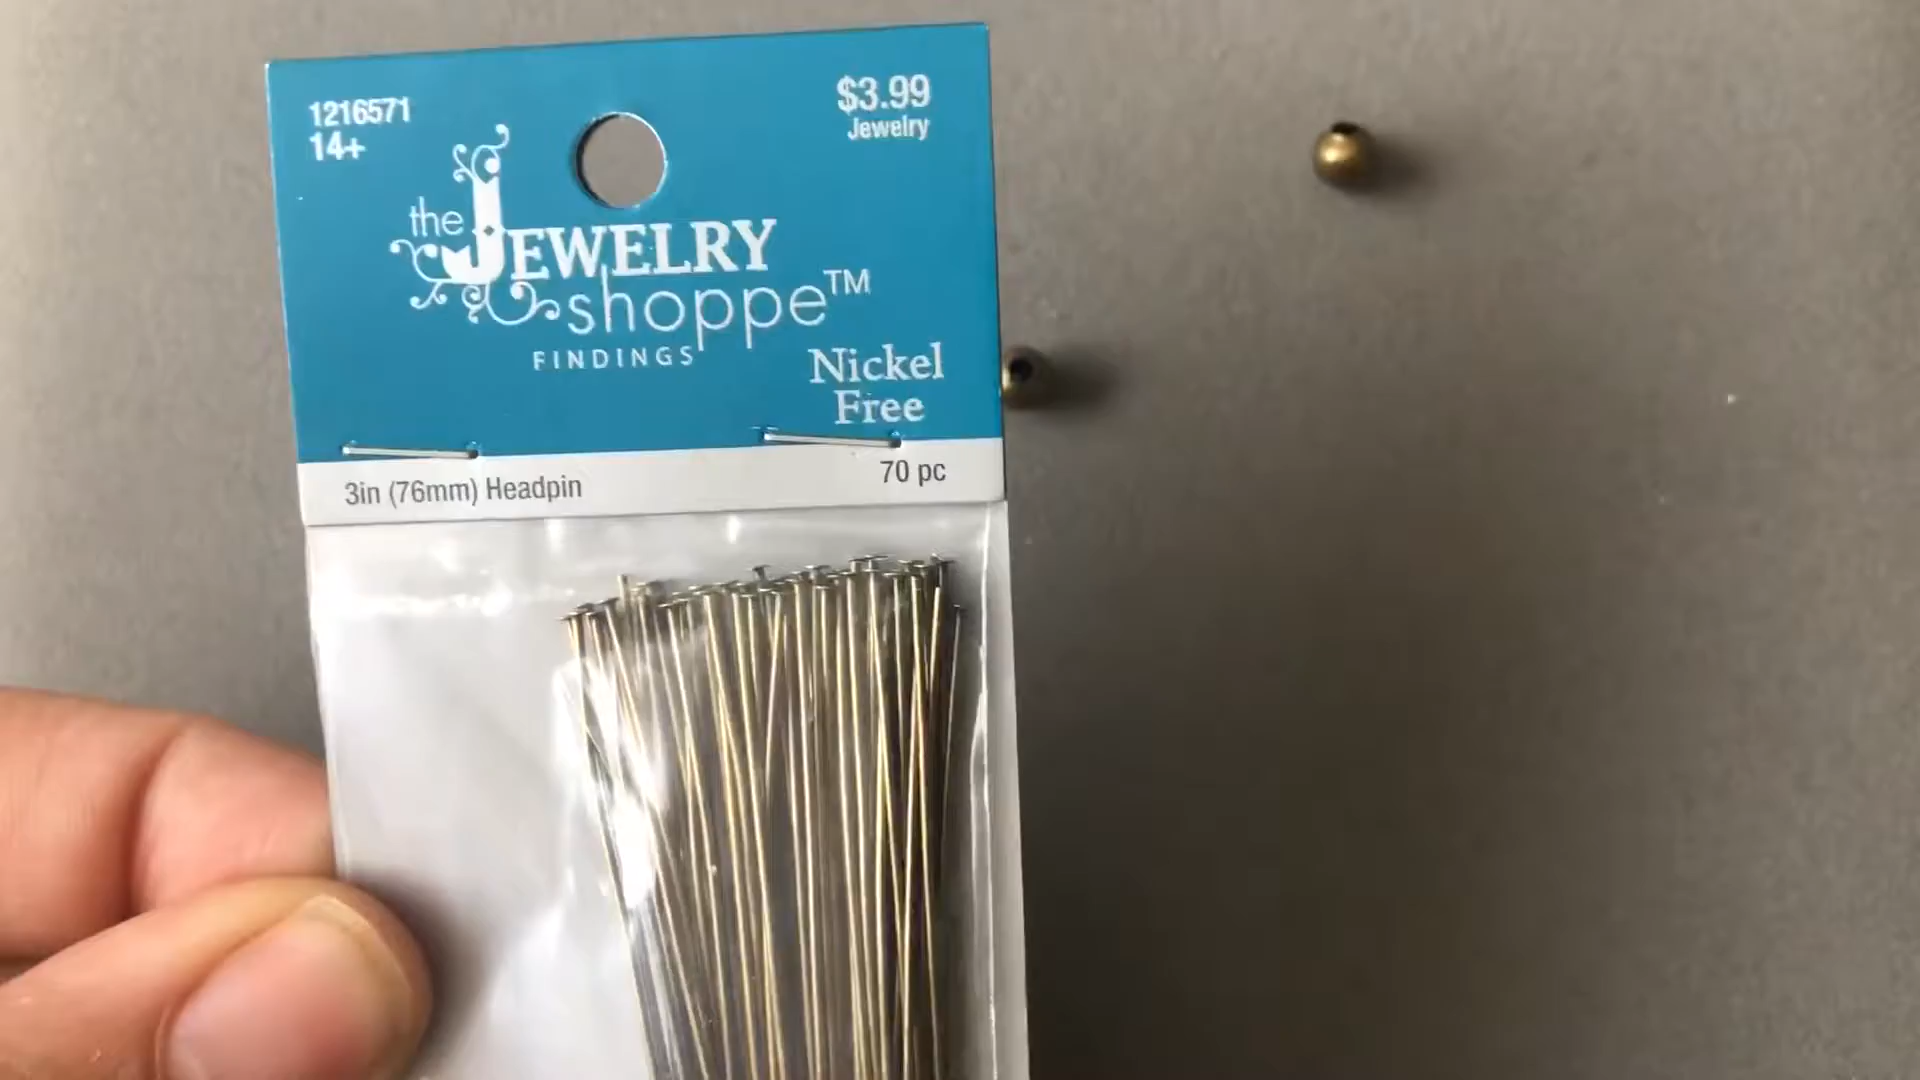 1216571
14+
$3.99
Jewelry
the JEWELRY
shoppe™
FINDINGS
Nickel
Free
3in (76mm) Headpin
70 pc